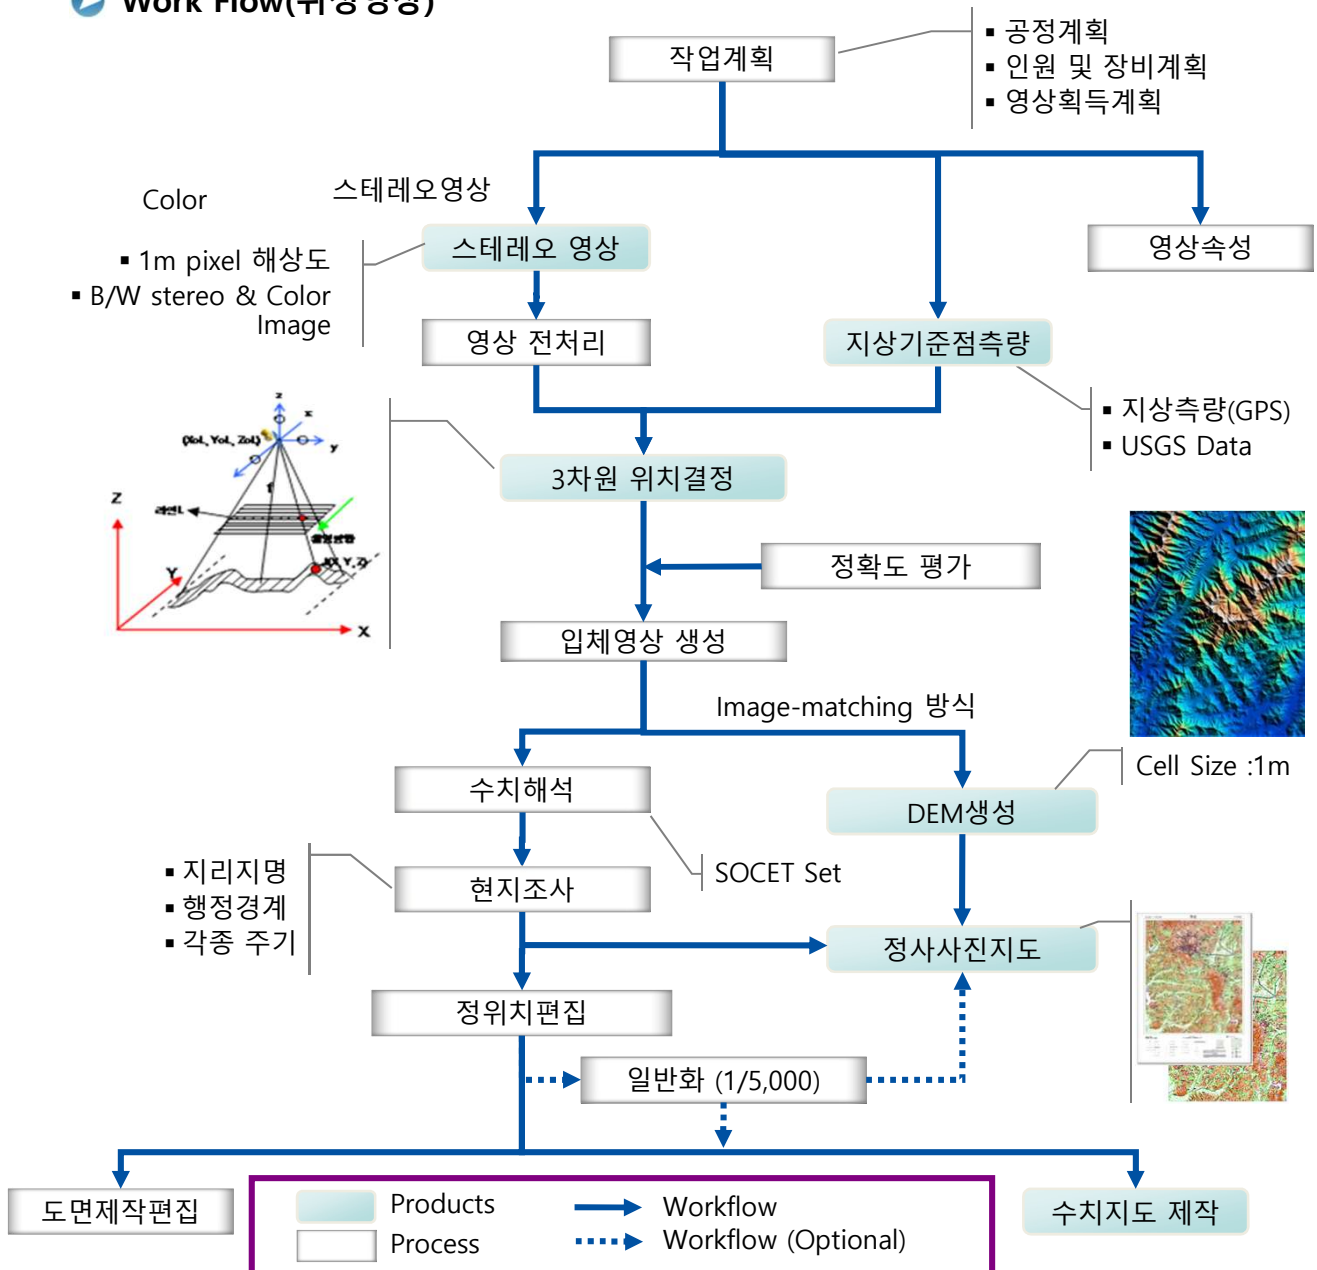 Work Flow(위성영상)
작업계획
▪ 공정계획
▪ 인원 및 장비계획
▪ 영상획득계획
Color
스테레오영상
▪ 1m pixel 해상도
▪ B/W stereo & Color
Image
스테레오 영상
영상속성
영상 전처리
지상기준점측량
▪ 지상측량(GPS)
▪ USGS Data
z
x
y
(XoL, YoL, ZoL)
f
Z
Y
X
3차원 위치결정
정확도 평가
입체영상 생성
Image-matching 방식
Cell Size :1m
수치해석
DEM생성
SOCET Set
▪ 지리지명
▪ 행정경계
▪ 각종 주기
현지조사
정사사진지도
정위치편집
일반화 (1/5,000)
도면제작편집
수치지도 제작
Products
Workflow
Process
Workflow (Optional)